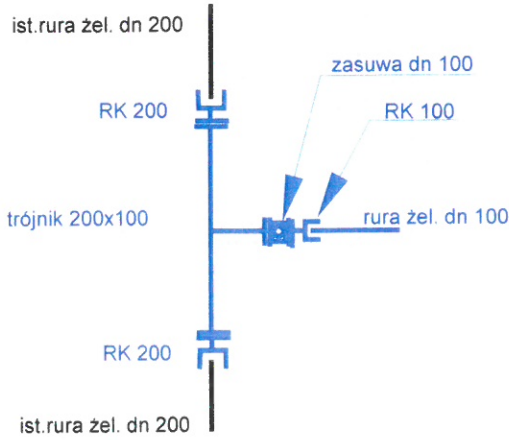 ist.rura żel. dn 200
zasuwa dn 100
RK 200
RK 100
trójnik 200x100
rura żel. dn 100
RK 200
ist.rura żel. dn 200